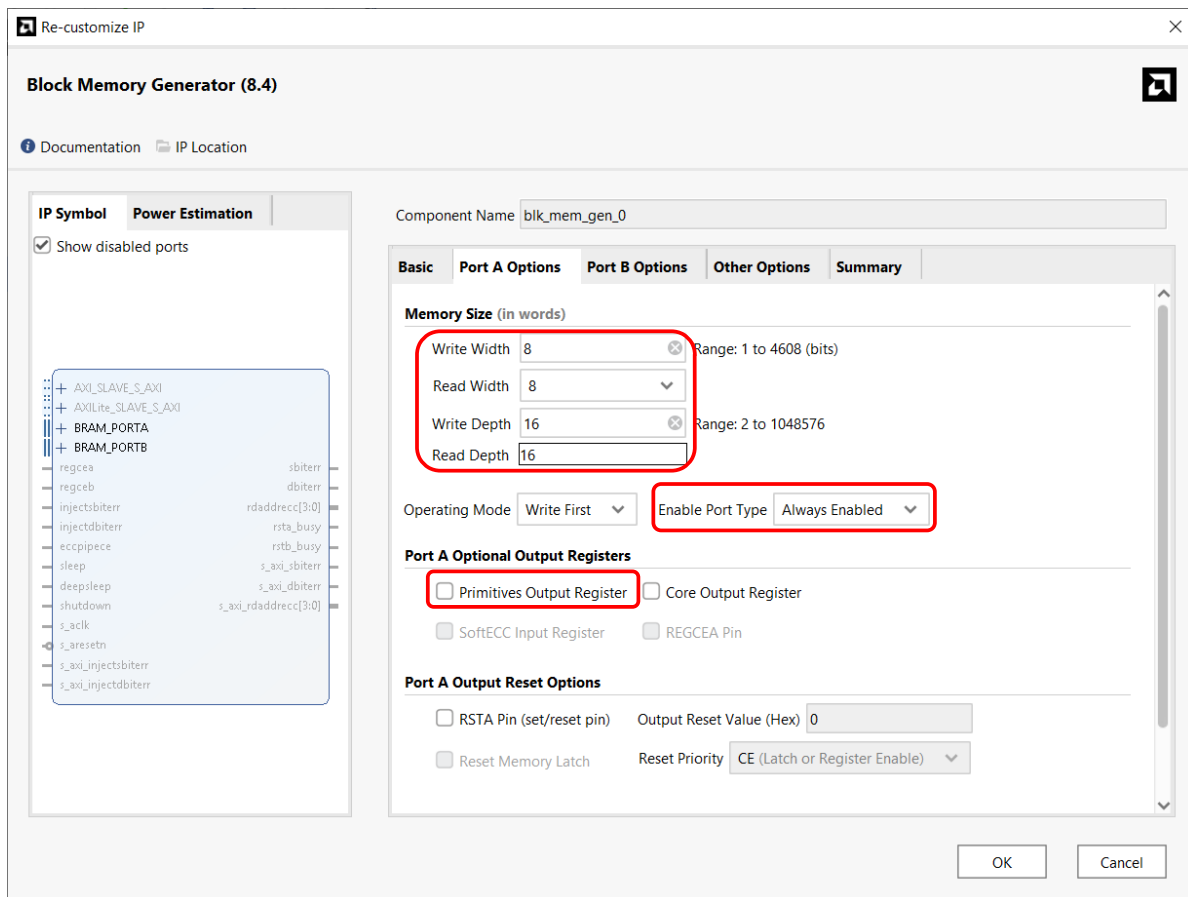 Re-customize IP
Block Memory Generator (8.4)
Documentation IP Location
IP Symbol Power Estimation
Show disabled ports
AXI_SLAVE_S_AXI
AXILite_SLAVE_S_AXI
BRAM_PORTA
BRAM_PORTB
regcea sbiterr
regceb dbiterr
injectsbiterr rdaddrecc[3:0]
injectdbiterr rsta_busy
eccpipece rstb_busy
sleep s_axi_sbiterr
deepsleep s_axi_dbiterr
shutdown s_axi_rdaddrecc[3:0]
s_aclk
s_aresetn
s_axi_injectsbiterr
s_axi_injectdbiterr
Component Name blk_mem_gen_0
Basic Port A Options Port B Options Other Options Summary
Memory Size (in words)
Write Width 8 Range: 1 to 4608 (bits)
Read Width 8
Write Depth 16 Range: 2 to 1048576
Read Depth 16
Operating Mode Write First Enable Port Type Always Enabled
Port A Optional Output Registers
Primitives Output Register Core Output Register
SoftECC Input Register REGCEA Pin
Port A Output Reset Options
RSTA Pin (set/reset pin) Output Reset Value (Hex) 0
Reset Memory Latch Reset Priority CE (Latch or Register Enable)
OK Cancel